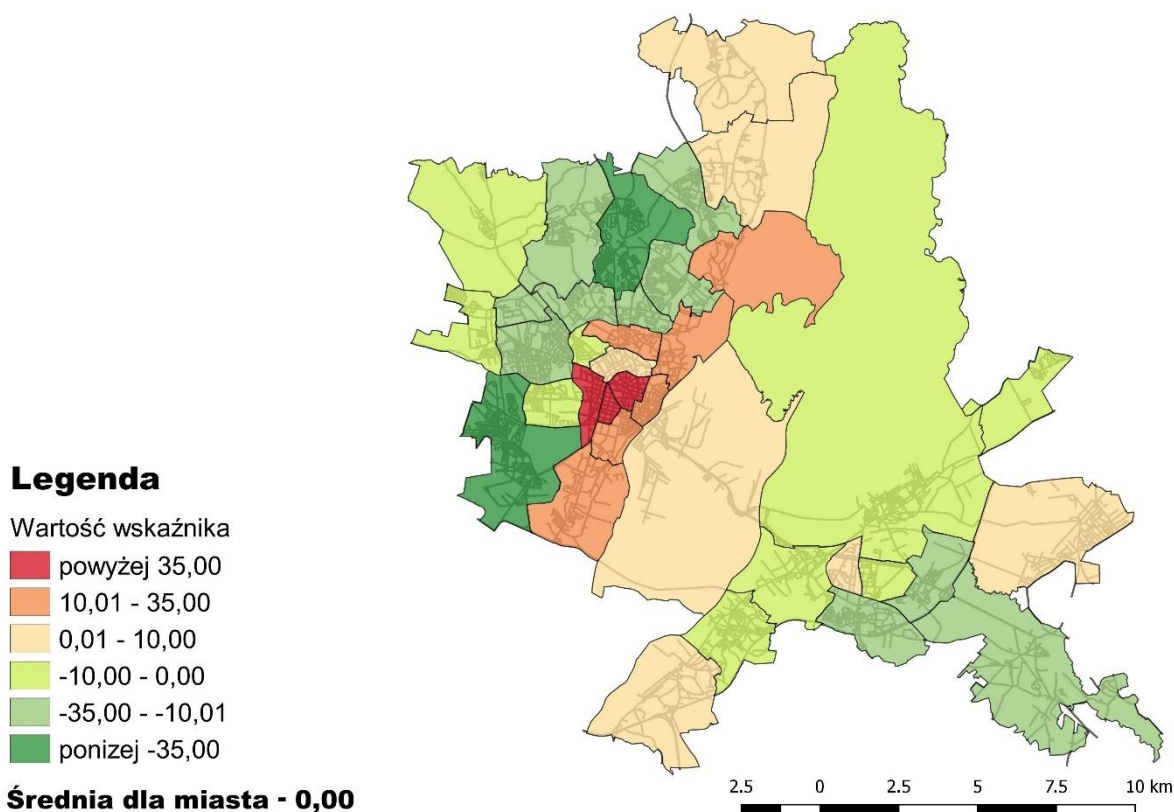 Legenda
Wartość wskaźnika
powyżej 35,00
10,01 - 35,00
0,01 - 10,00
-10,00 - 0,00
-35,00 - -10,01
ponizej -35,00
Średnia dla miasta - 0,00
2.5 0 2.5 5 7.5 10 km